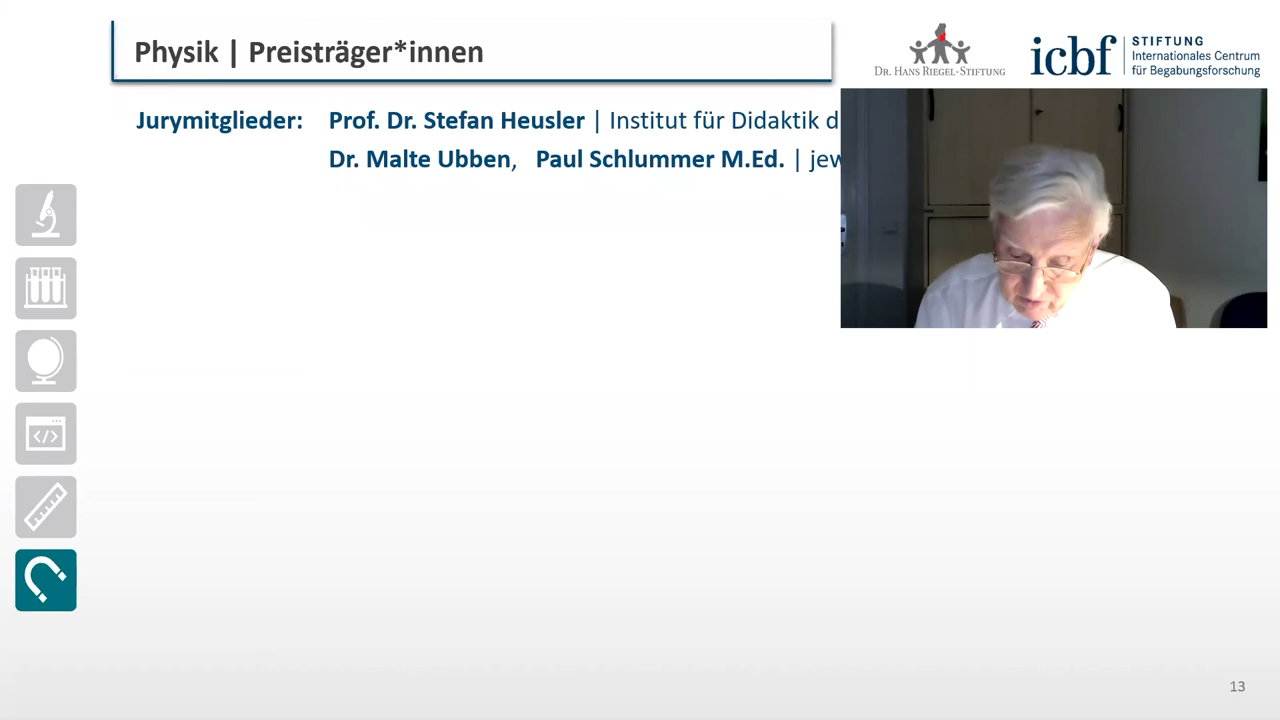 Physik | Preisträger*innen
DR. HANS RIEGEL-STIFTUNG
icbf
STIFTUNG
Internationales Centrum
für Begabungsforschung
Jurymitglieder: Prof. Dr. Stefan Heusler | Institut für Didaktik d
Dr. Malte Ubben, Paul Schlummer M.Ed. | jew
</>
13